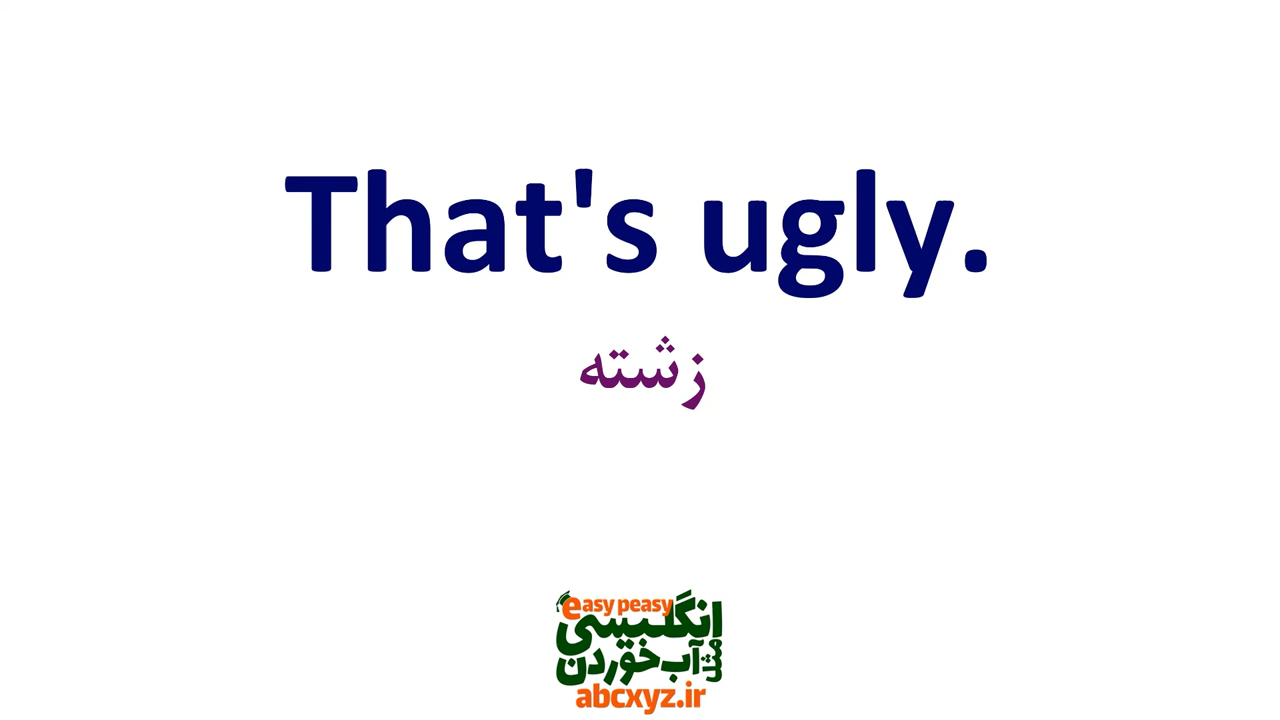 That's ugly.
زشته
easy peasy
انگلیسی
مثل آب خوردن
abcxyz.ir